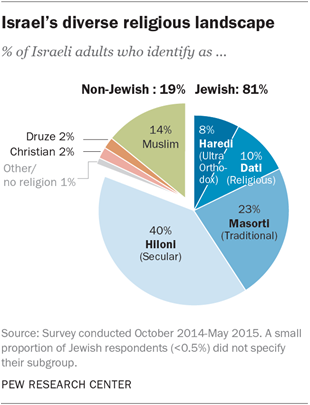 Israel's diverse religious landscape
% of Israeli adults who identify as ...
Non-Jewish : 19%
Jewish: 81%
Druze 2%
Christian 2%
Other/
no religion 1%
14%
Muslim
8%
Haredi
(Ultra
Ortho-
dox)
10%
Dati
(Religious)
23%
Masorti
(Traditional)
40%
Hiloni
(Secular)
Source: Survey conducted October 2014-May 2015. A small
proportion of Jewish respondents (<0.5%) did not specify
their subgroup.
PEW RESEARCH CENTER